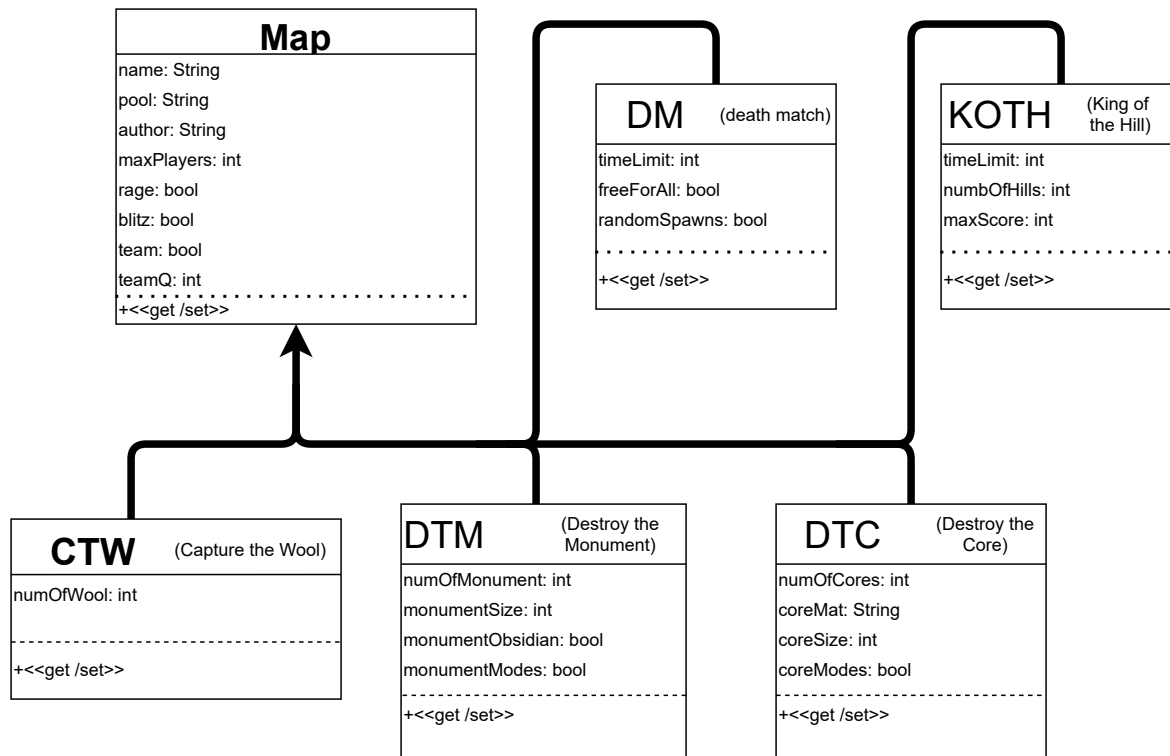 Map
name: String
pool: String
author: String
maxPlayers: int
rage: bool
blitz: bool
team: bool
teamQ: int
+<<get /set>>
DM
(death match)
timeLimit: int
freeForAll: bool
randomSpawns: bool
+<<get /set>>
KOTH
(King of
the Hill)
timeLimit: int
numbOfHills: int
maxScore: int
+<<get /set>>
CTW
(Capture the Wool)
numOfWool: int
+<<get /set>>
DTM
(Destroy the
Monument)
numOfMonument: int
monumentSize: int
monumentObsidian: bool
monumentModes: bool
+<<get /set>>
DTC
(Destroy the
Core)
numOfCores: int
coreMat: String
coreSize: int
coreModes: bool
+<<get /set>>